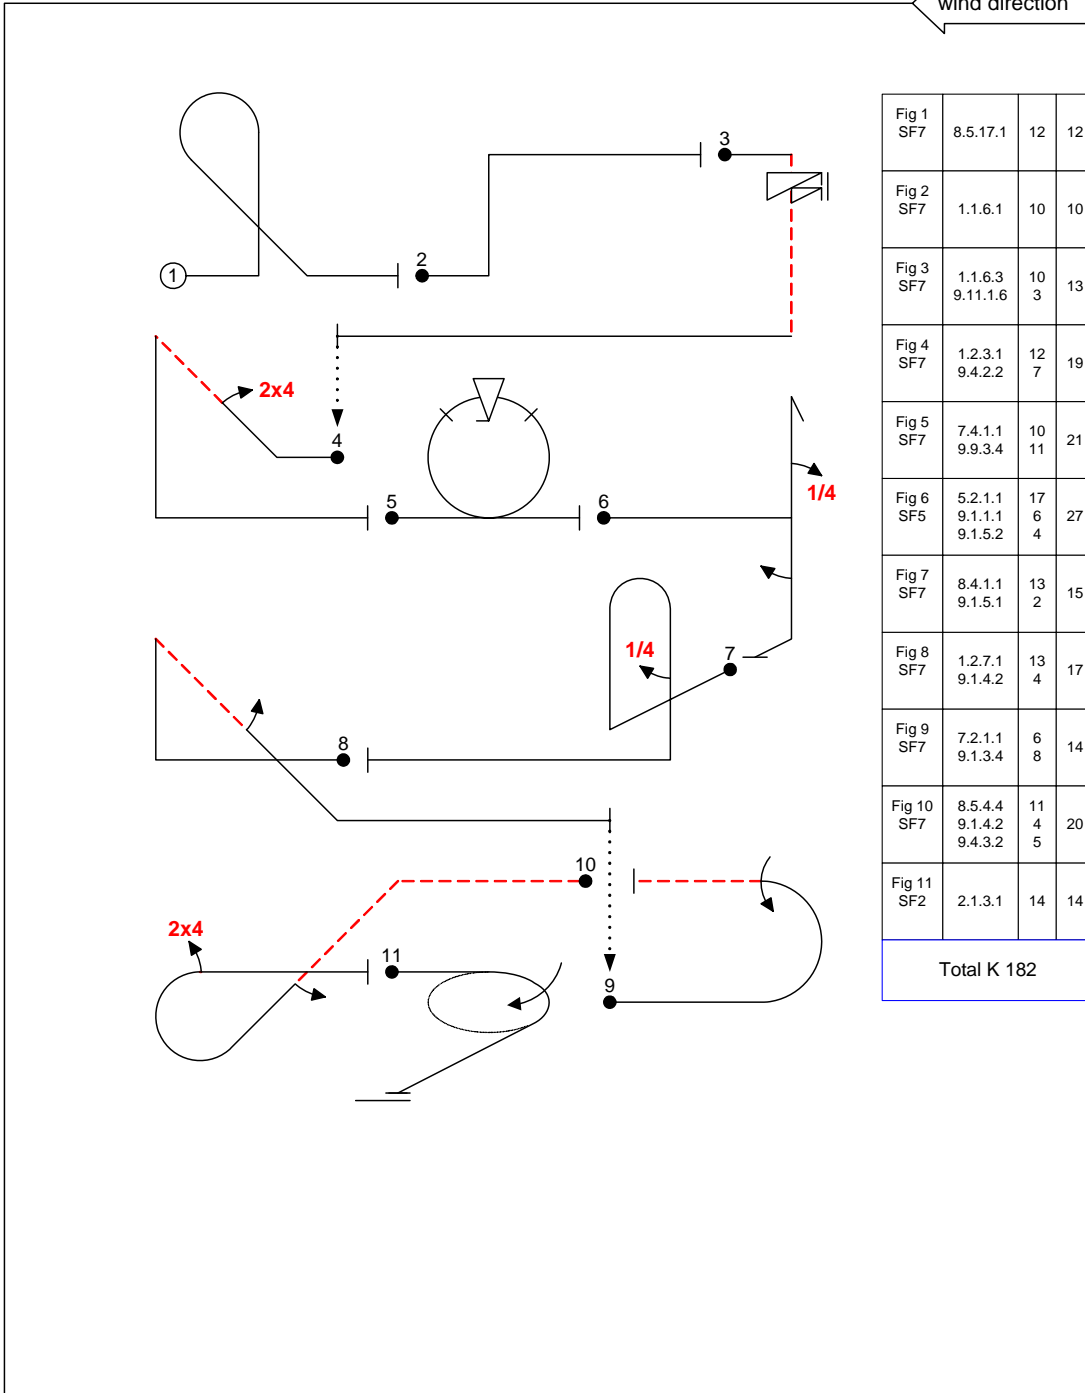 wind direction
1
2
3
2x4
4
1/4
5
6
1/4
7
8
10
2x4
11
9
Fig 1 SF7 8.5.17.1 12 12
Fig 2 SF7 1.1.6.1 10 10
Fig 3 SF7 1.1.6.3 9.11.1.6 10 3 13
Fig 4 SF7 1.2.3.1 9.4.2.2 12 7 19
Fig 5 SF7 7.4.1.1 9.9.3.4 10 11 21
Fig 6 SF5 5.2.1.1 9.1.1.1 9.1.5.2 17 6 4 27
Fig 7 SF7 8.4.1.1 9.1.5.1 13 2 15
Fig 8 SF7 1.2.7.1 9.1.4.2 13 4 17
Fig 9 SF7 7.2.1.1 9.1.3.4 6 8 14
Fig 10 SF7 8.5.4.4 9.1.4.2 9.4.3.2 11 4 5 20
Fig 11 SF2 2.1.3.1 14 14
Total K 182